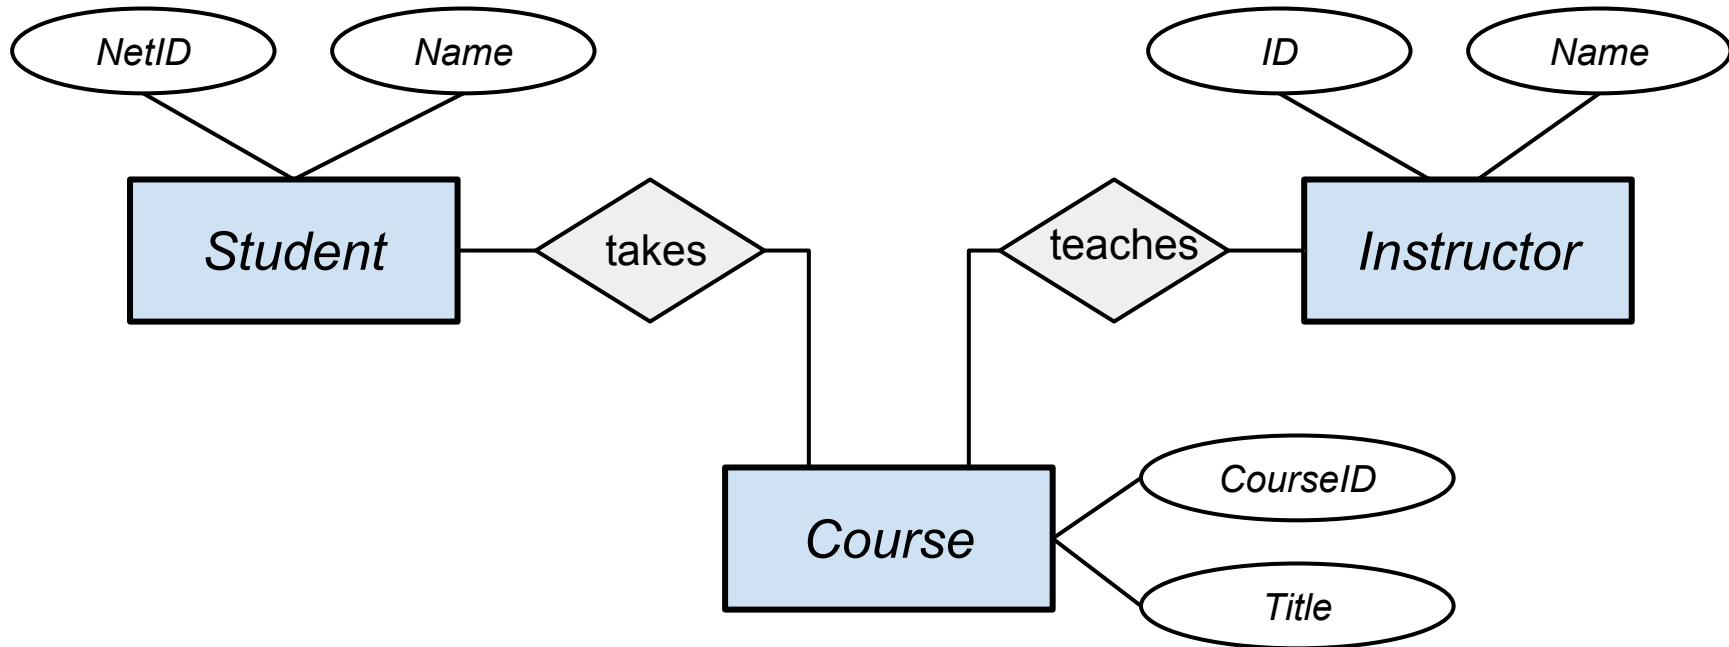 NetID
Name
ID
Name
Student
takes
teaches
Instructor
CourseID
Course
Title